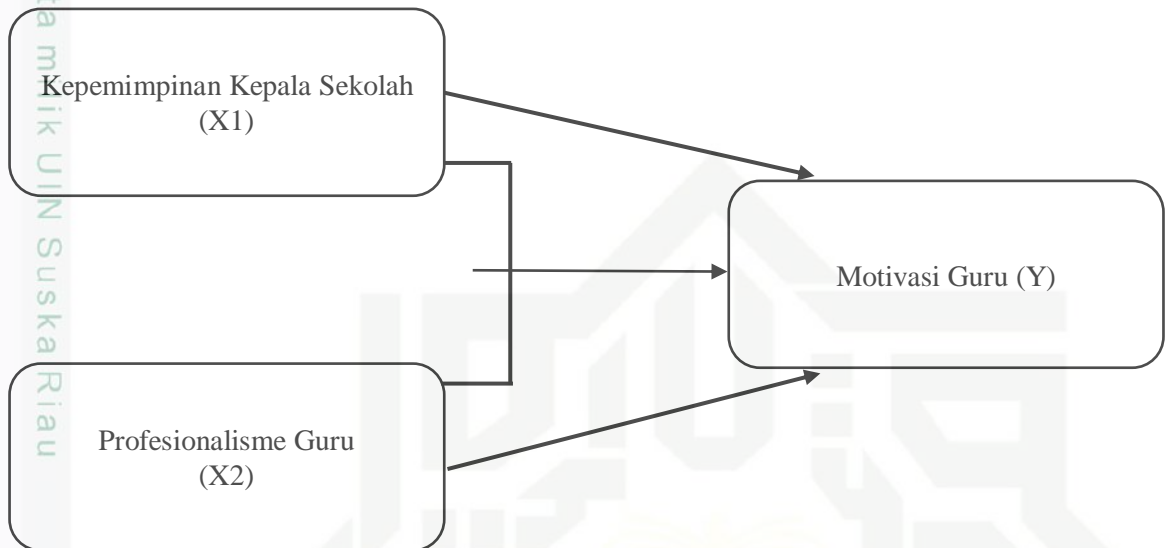 Kepemimpinan Kepala Sekolah
(X1)
Motivasi Guru (Y)
Profesionalisme Guru
(X2)
milik UIN Suska Riau